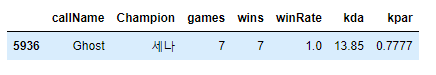 callName Champion games wins winRate kda kpar
5936 Ghost 세나 7 7 1.0 13.85 0.7777